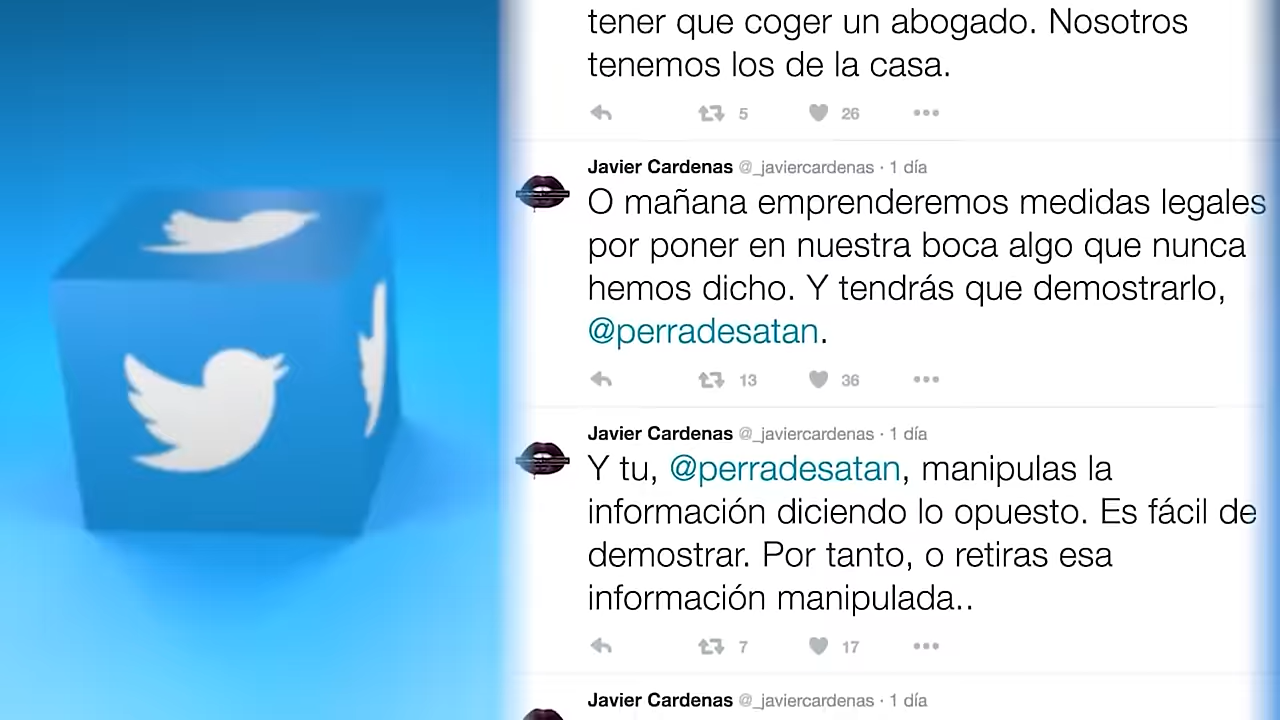 tener que coger un abogado. Nosotros
tenemos los de la casa.
5 26
Javier Cardenas @_javiercardenas · 1 día
O mañana emprenderemos medidas legales
por poner en nuestra boca algo que nunca
hemos dicho. Y tendrás que demostrarlo,
@perradesatan.
13 36
Javier Cardenas @_javiercardenas · 1 día
Y tu, @perradesatan, manipulas la
información diciendo lo opuesto. Es fácil de
demostrar. Por tanto, o retiras esa
información manipulada..
7 17
Javier Cardenas @_javiercardenas · 1 día